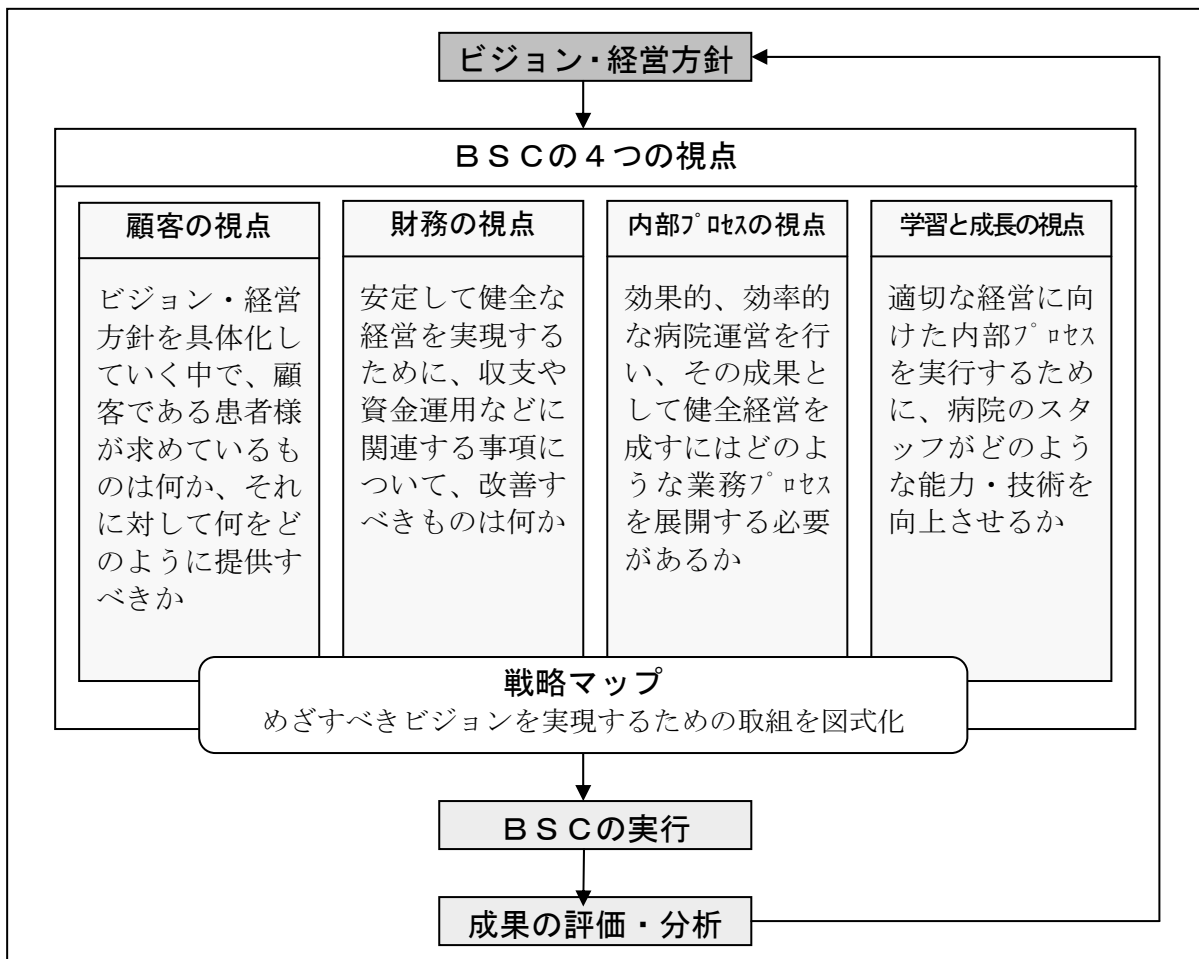 ビジョン・経営方針
ＢＳＣの４つの視点
顧客の視点
ビジョン・経営
方針を具体化し
ていく中で、顧
客である患者様
が求めているも
のは何か、それ
に対して何をど
のように提供す
べきか
財務の視点
安定して健全な
経営を実現する
ために、収支や
資金運用などに
関連する事項に
ついて、改善す
べきものは何か
内部ﾌﾟﾛｾｽの視点
効果的、効率的
な病院運営を行
い、その成果と
して健全経営を
成すにはどのよ
うな業務ﾌﾟﾛｾｽ
を展開する必要
があるか
学習と成長の視点
適切な経営に向
けた内部ﾌﾟﾛｾｽ
を実行するため
に、病院のスタ
ッフがどのよう
な能力・技術を
向上させるか
戦略マップ
めざすべきビジョンを実現するための取組を図式化
ＢＳＣの実行
成果の評価・分析